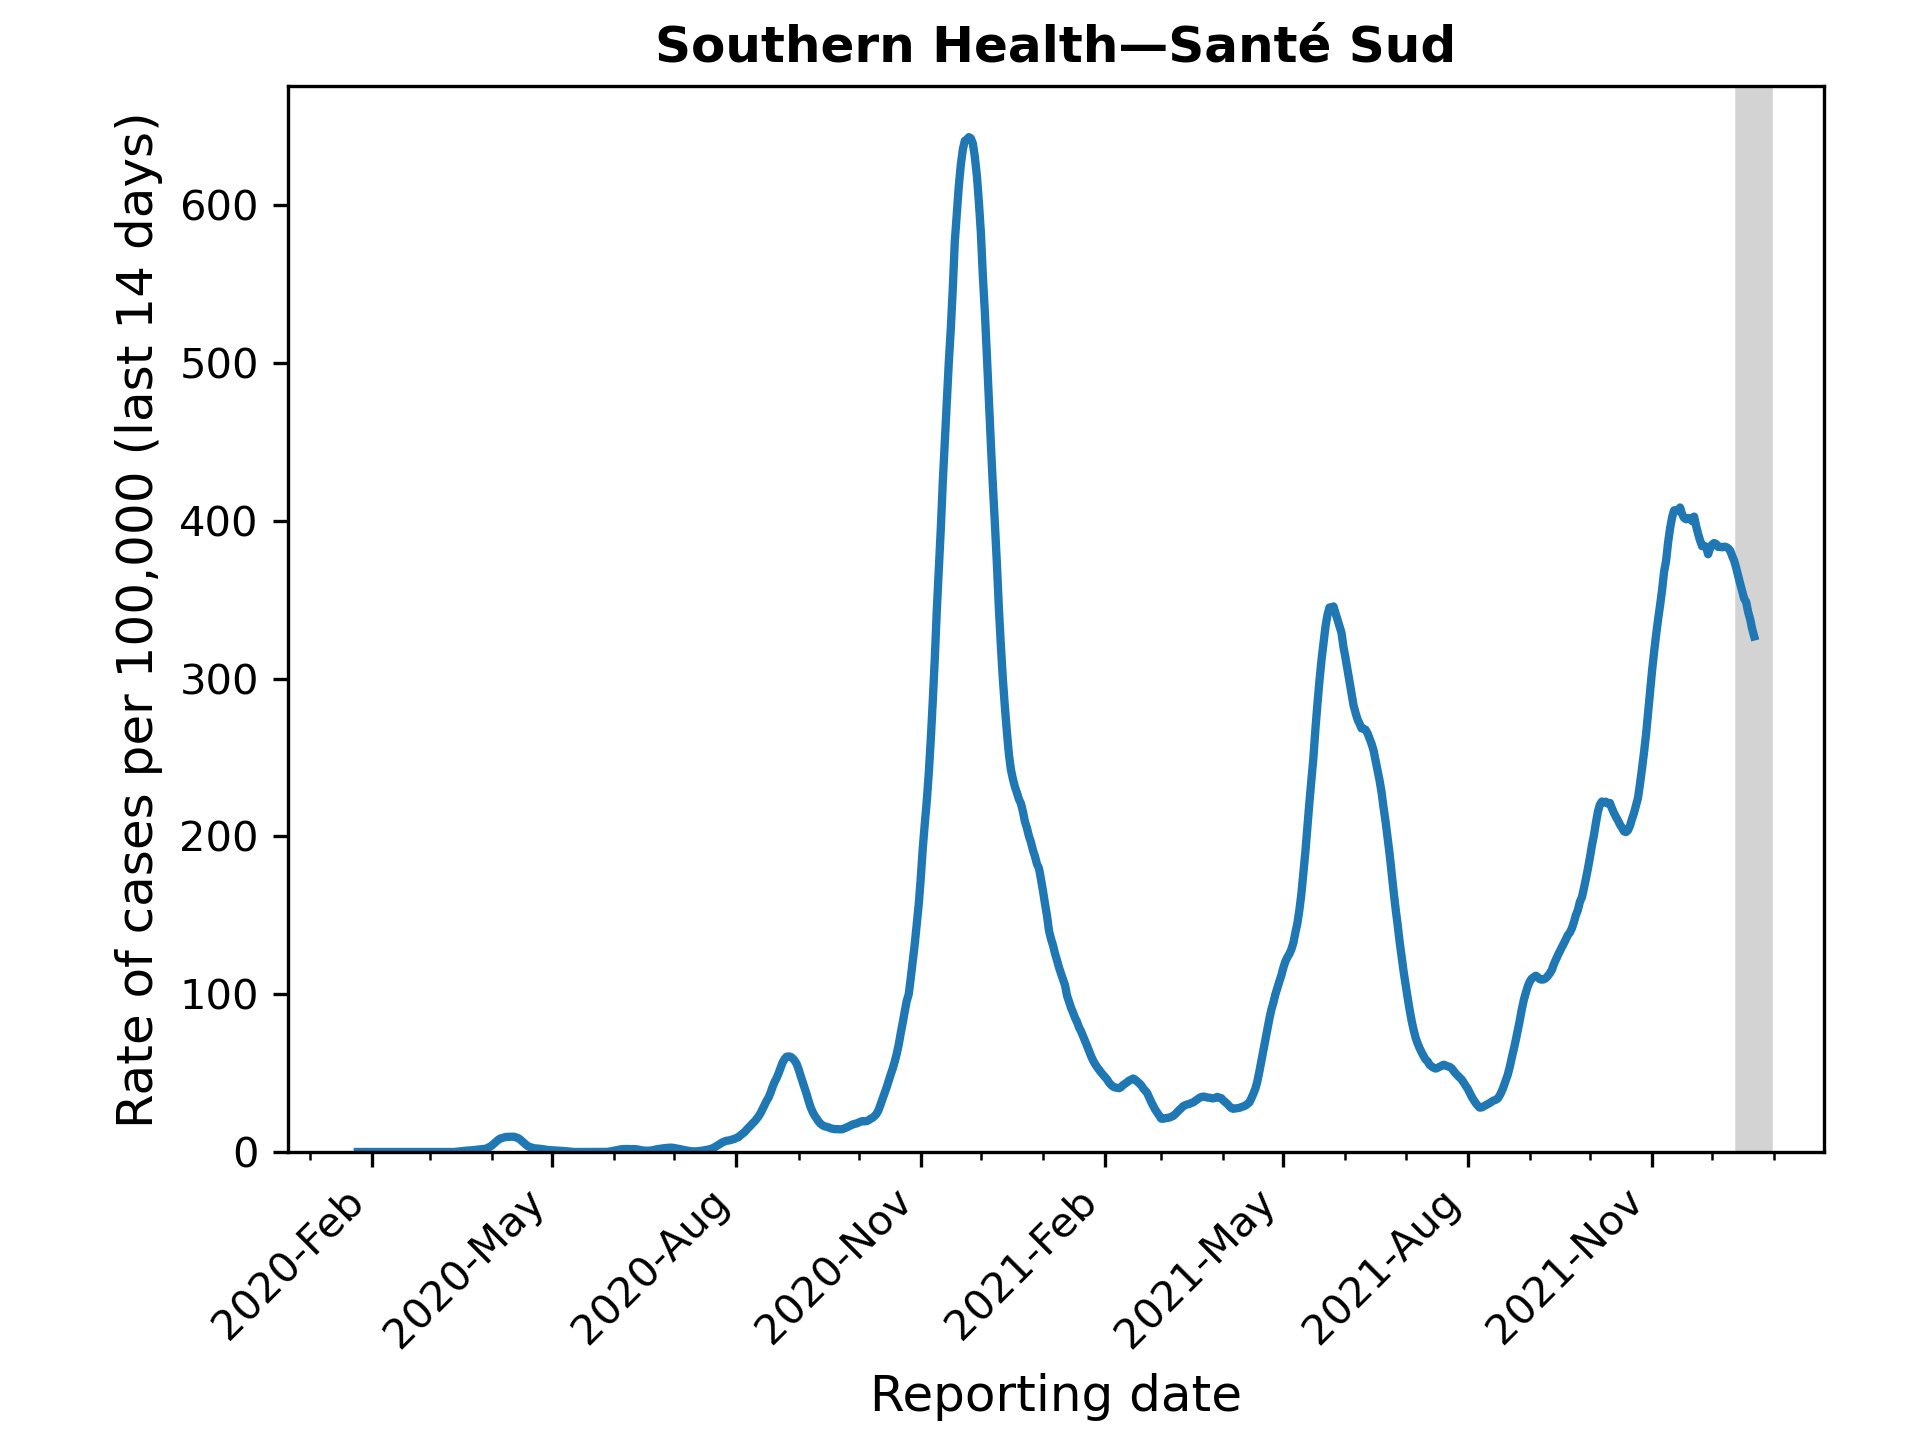 Southern Health—Santé Sud
Rate of cases per 100,000 (last 14 days)
600
500
400
300
200
100
0
2020-Feb
2020-May
2020-Aug
2020-Nov
2021-Feb
2021-May
2021-Aug
2021-Nov
Reporting date